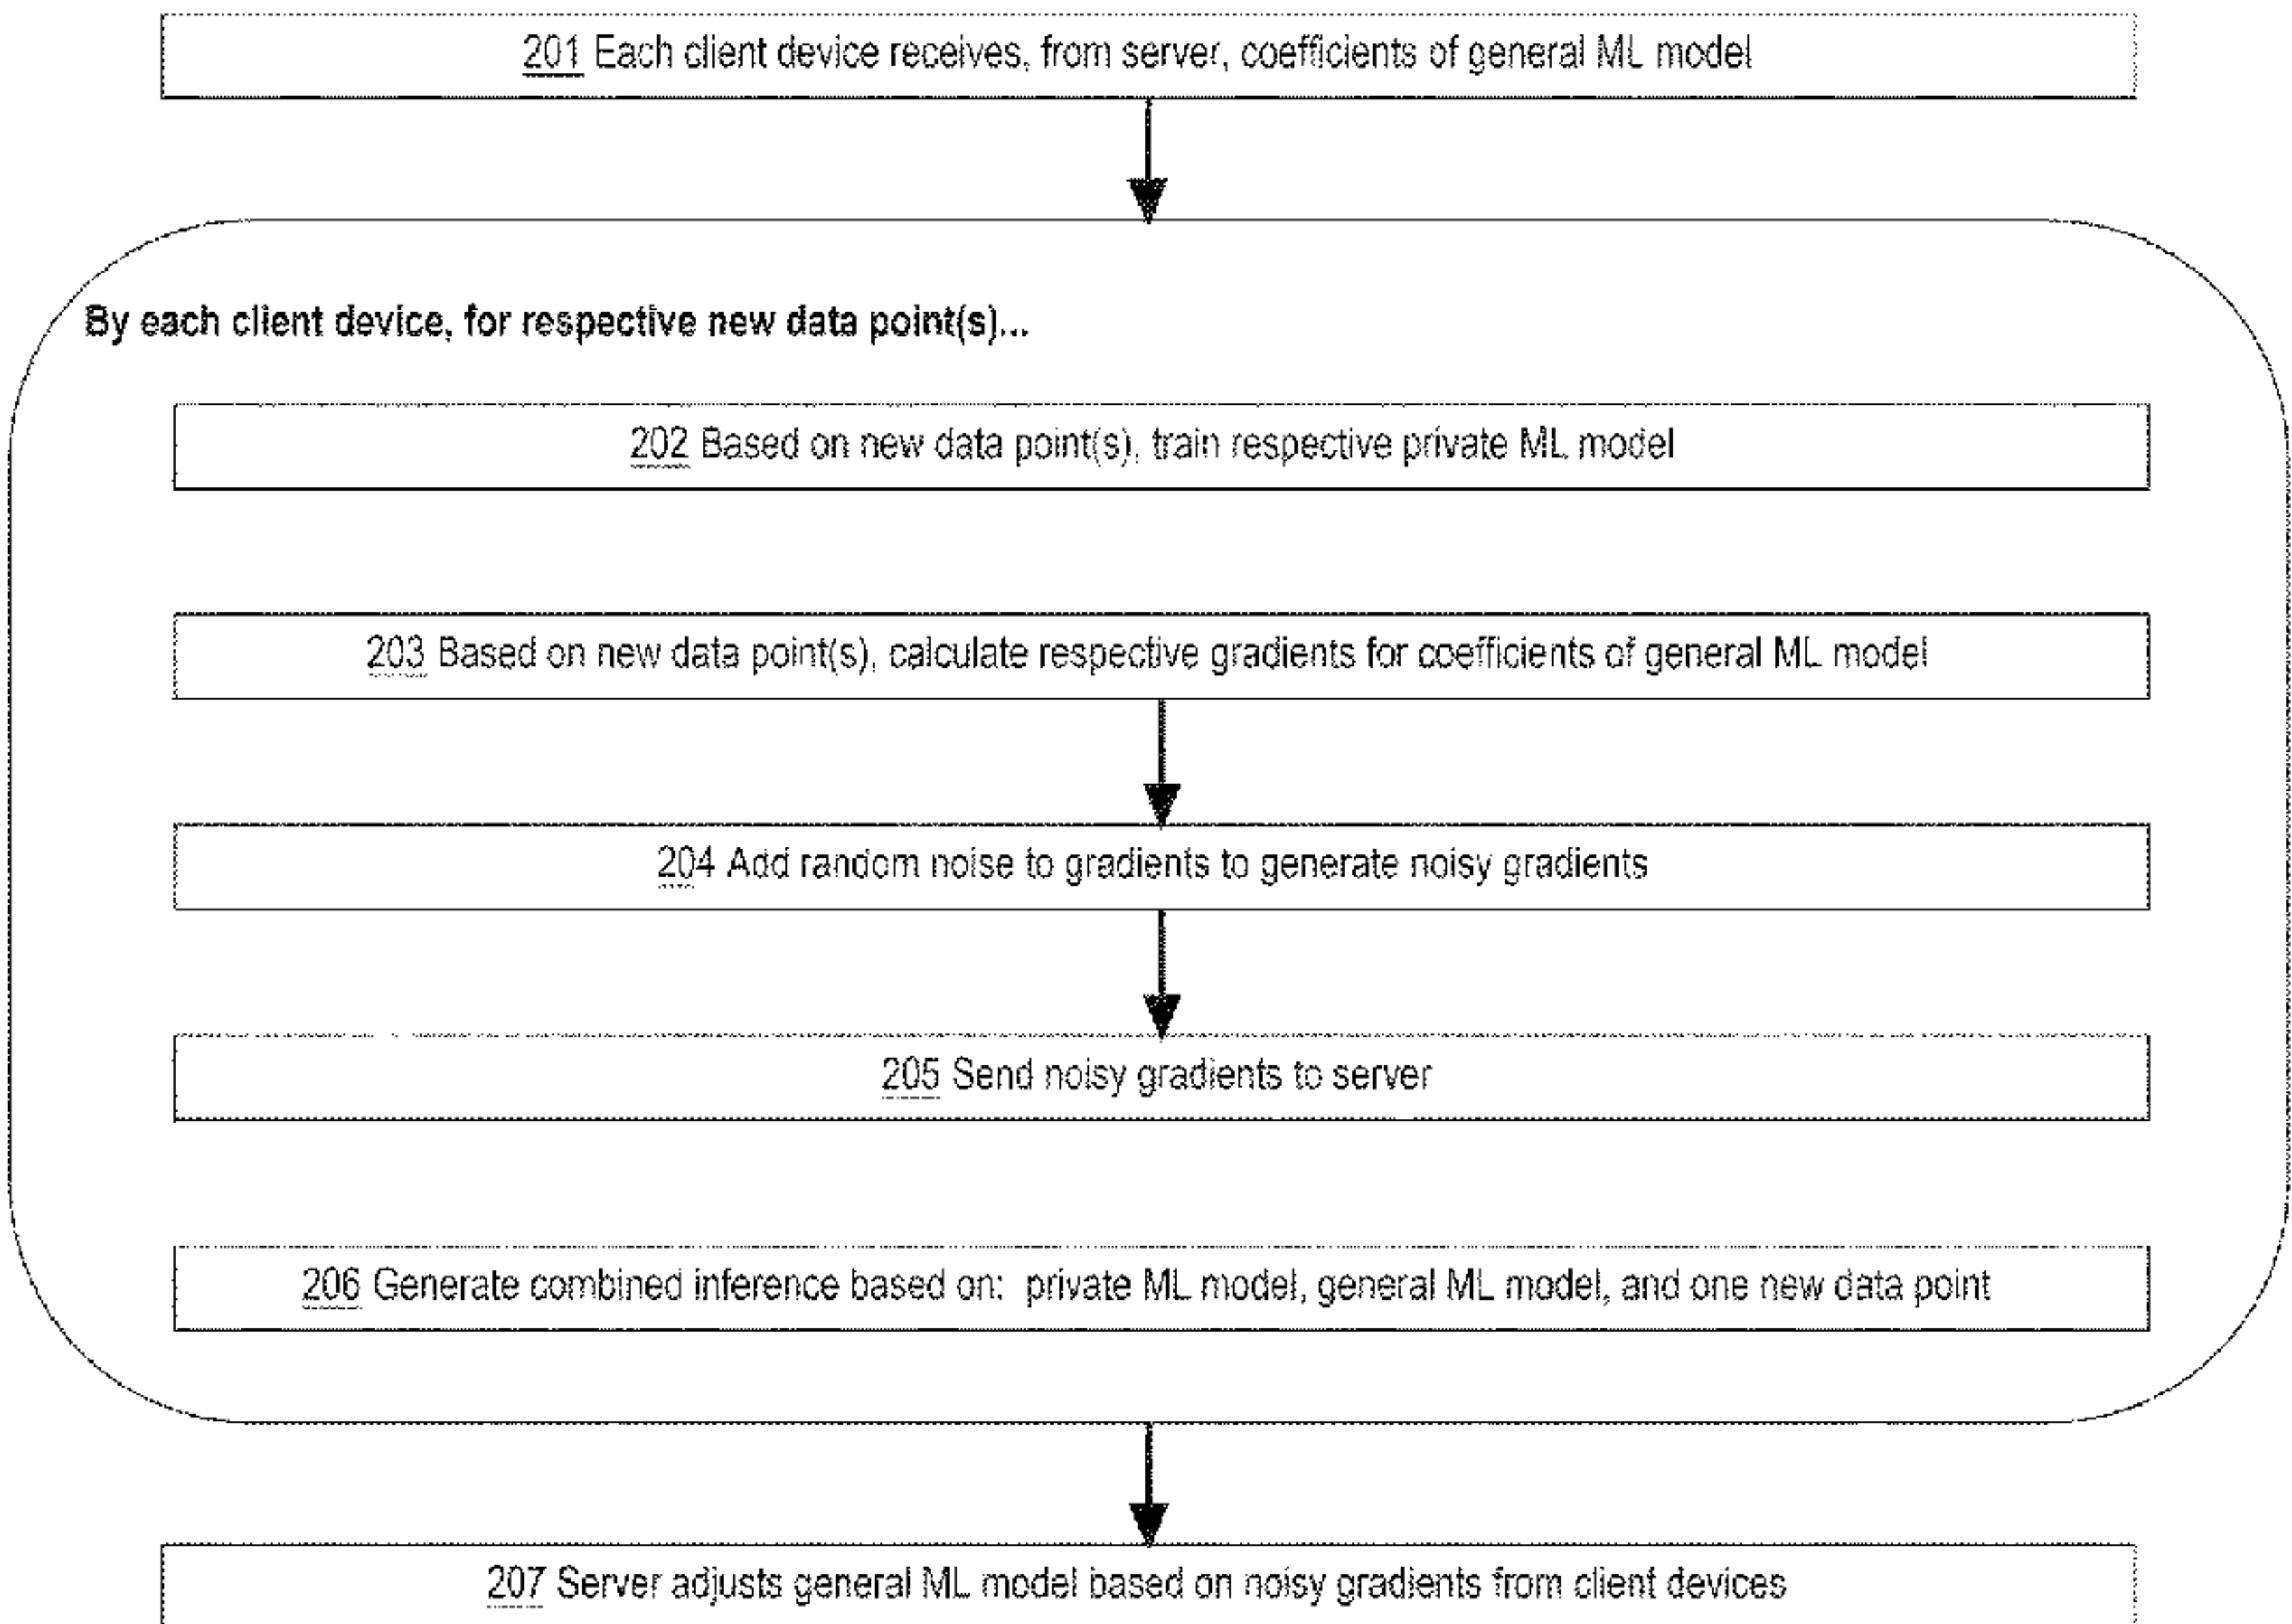 201 Each client device receives, from server, coefficients of general ML model
By each client device, for respective new data point(s)...
202 Based on new data point(s), train respective private ML model
203 Based on new data point(s), calculate respective gradients for coefficients of general ML model
204 Add random noise to gradients to generate noisy gradients
205 Send noisy gradients to server
206 Generate combined inference based on: private ML model, general ML model, and one new data point
207 Server adjusts general ML model based on noisy gradients from client devices